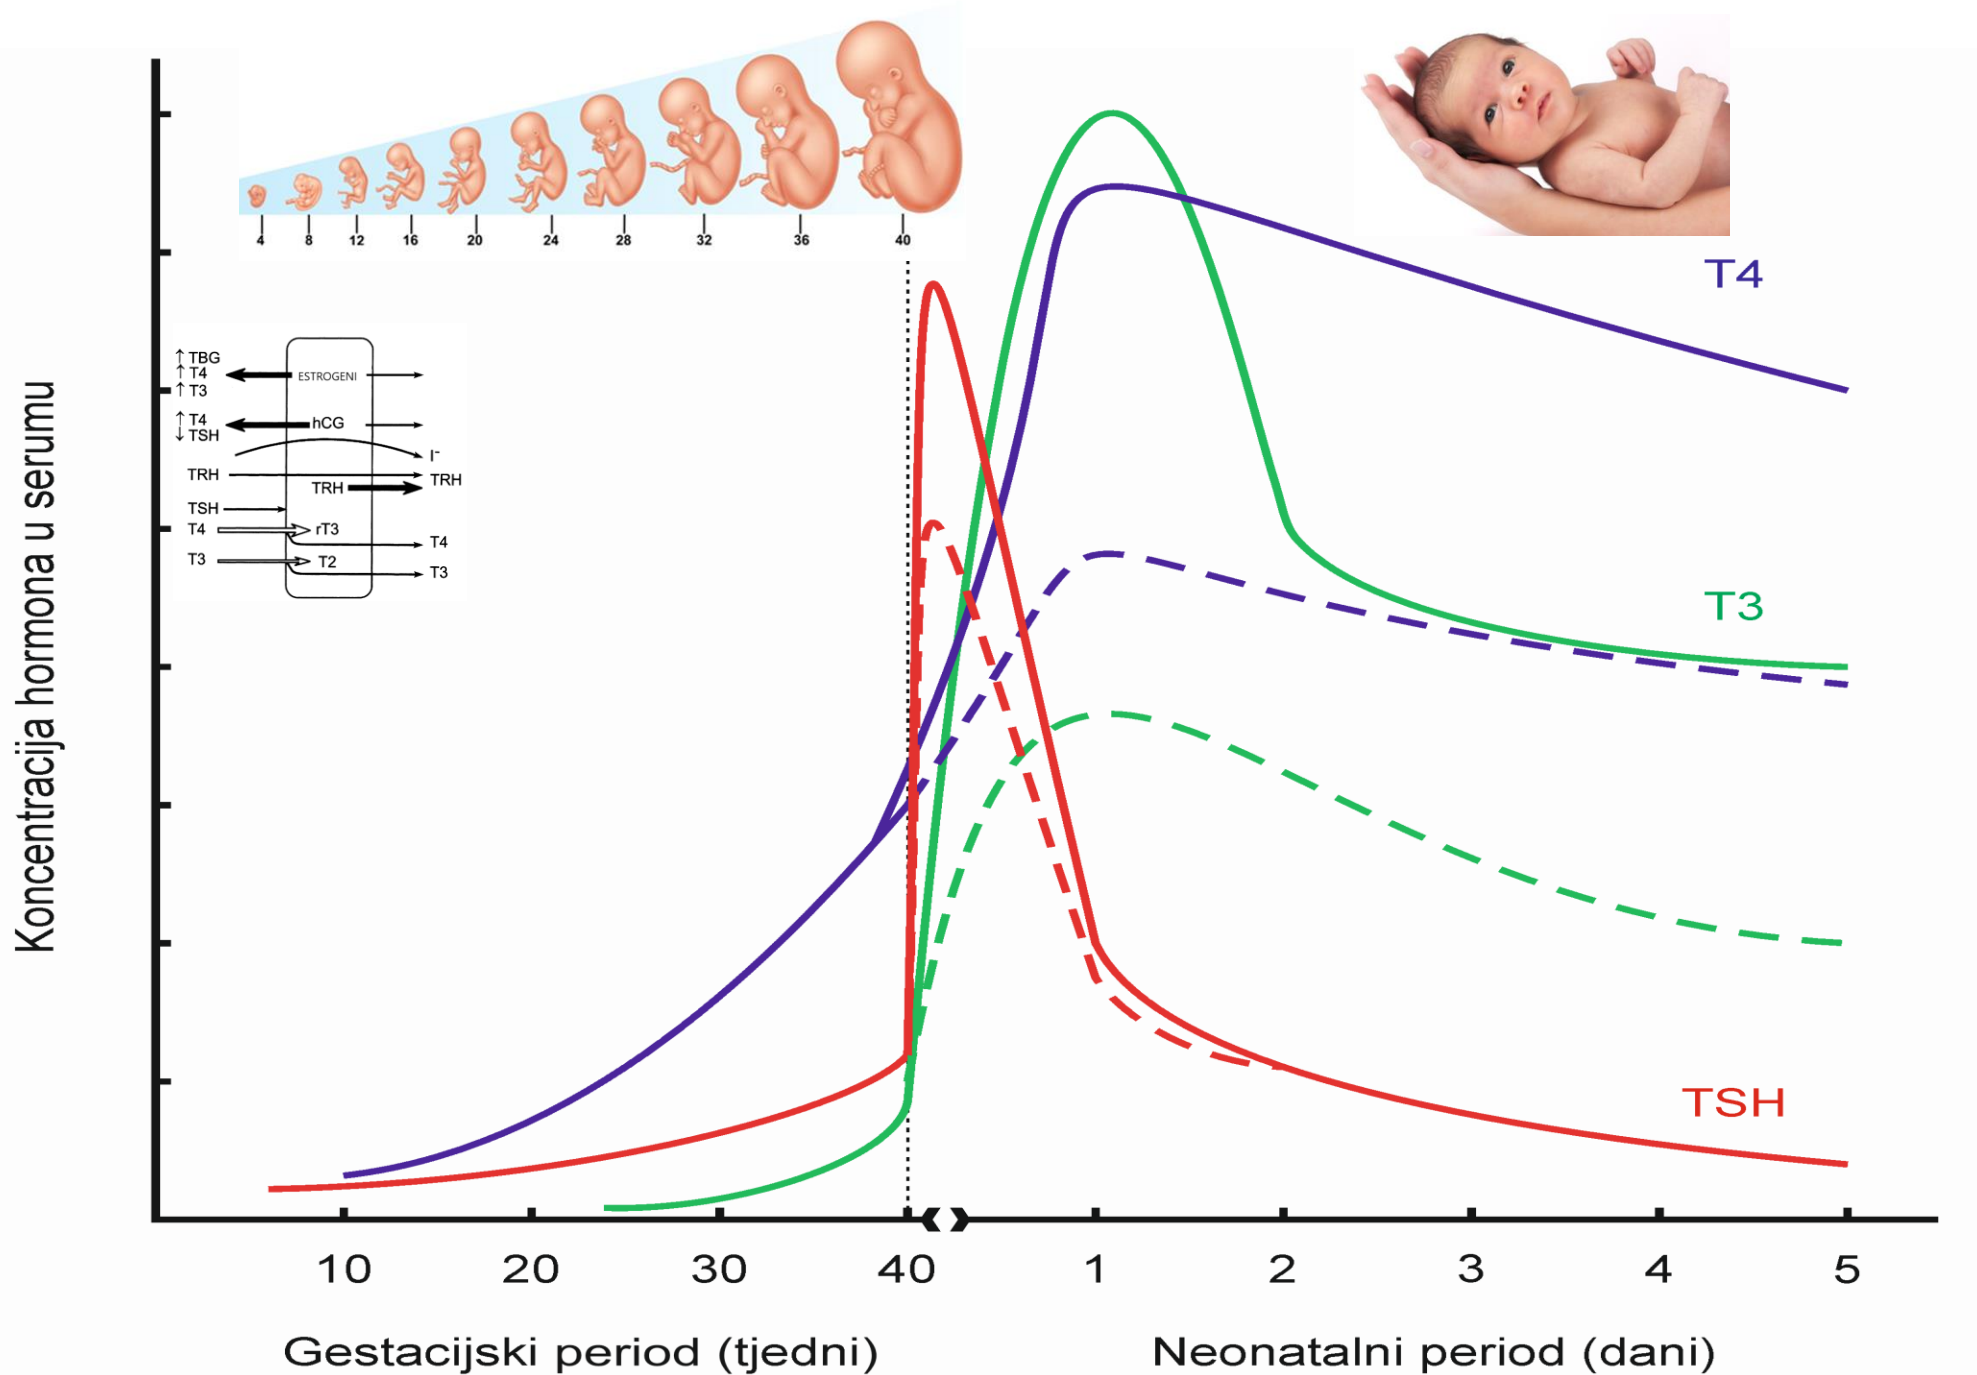 4 8 12 16 20 24 28 32 36 40
Koncentracija hormona u serumu
↑ TBG
↑ T4
↑ T3
ESTROGENI
↑ T4
↓ TSH
hCG
I⁻
TRH
TRH
TRH
TSH
T4
rT3
T4
T3
T2
T3
T4
T3
TSH
10 20 30 40 1 2 3 4 5
Gestacijski period (tjedni)
Neonatalni period (dani)